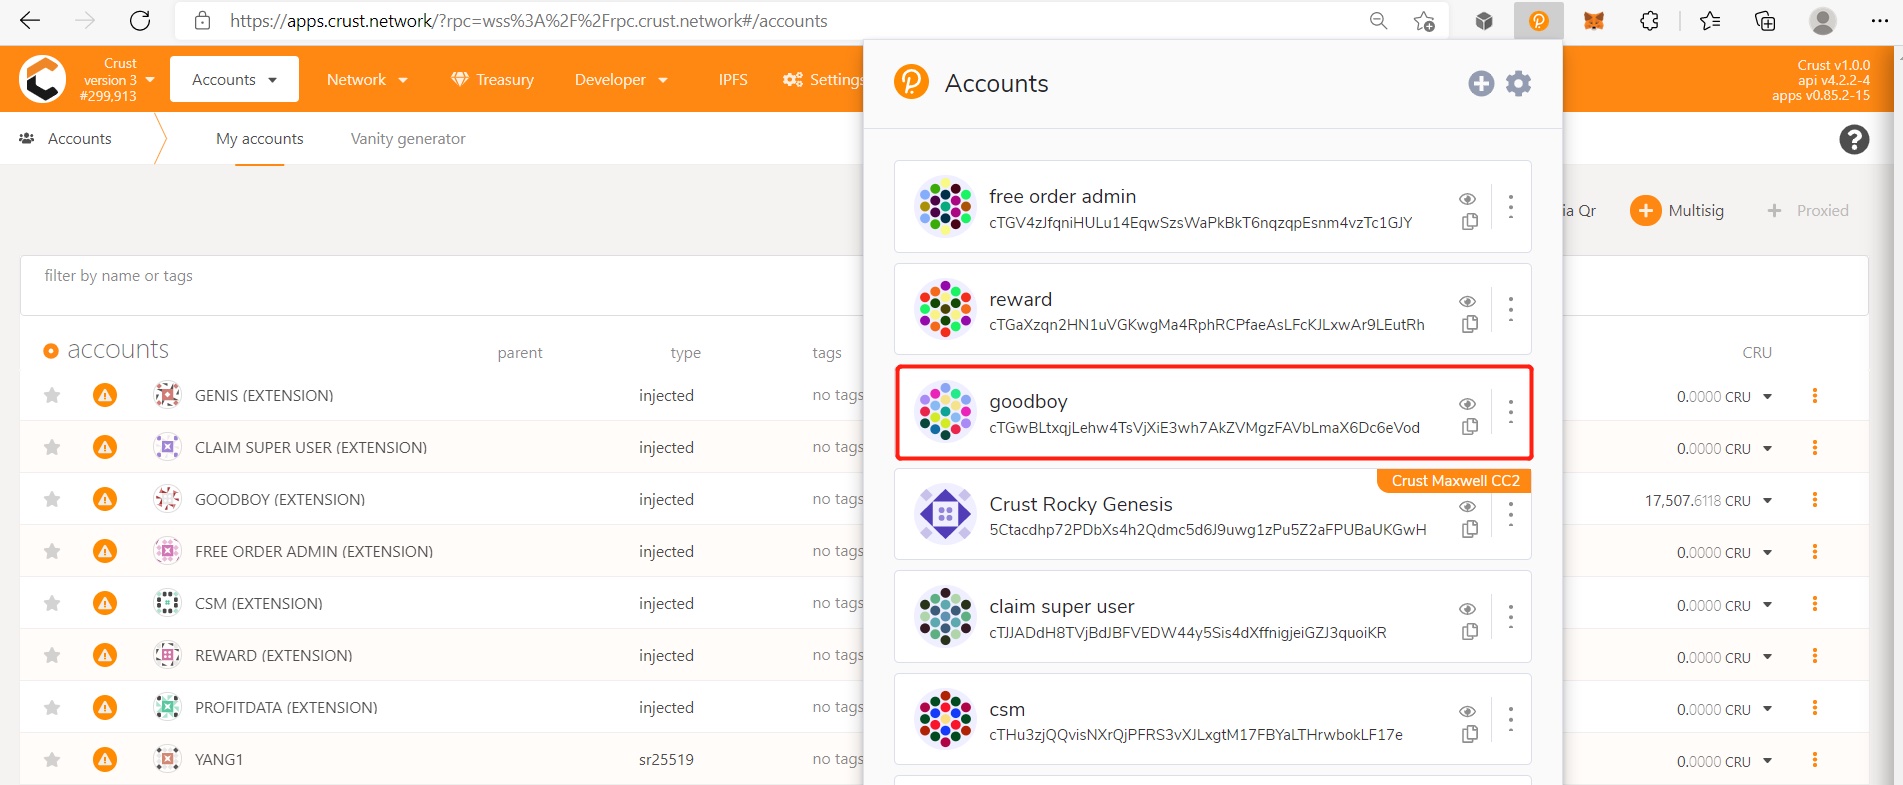 https://apps.crust.network/?rpc=wss%3A%2F%2Frpc.crust.network#/accounts
Crust
version 3
#299,913
Accounts
Network
Treasury
Developer
IPFS
Settings
Crust v1.0.0
api v4.2.2-4
apps v0.85.2-15
Accounts
My accounts
Vanity generator
ia Qr
Multisig
Proxied
filter by name or tags
accounts parent type tags CRU
GENIS (EXTENSION) injected no tags 0.0000 CRU
CLAIM SUPER USER (EXTENSION) injected no tags 0.0000 CRU
GOODBOY (EXTENSION) injected no tags 17,507.6118 CRU
FREE ORDER ADMIN (EXTENSION) injected no tags 0.0000 CRU
CSM (EXTENSION) injected no tags 0.0000 CRU
REWARD (EXTENSION) injected no tags 0.0000 CRU
PROFITDATA (EXTENSION) injected no tags 0.0000 CRU
YANG1 sr25519 no tags 0.0000 CRU
Accounts
free order admin
cTGV4zJfqniHULu14EqwSzsWaPkBkT6nqzqpEsnm4vzTc1GJY
reward
cTGaXzqn2HN1uVGKwgMa4RphRCPfaeAsLFcKJLxwAr9LEutRh
goodboy
cTGwBLtxqjLehw4TsVjXiE3wh7AkZVMgzFAVbLmaX6Dc6eVod
Crust Maxwell CC2
Crust Rocky Genesis
5Ctacdhp72PDbXs4h2Qdmc5d6J9uwg1zPu5Z2aFPUBaUKGwH
claim super user
cTJJADdH8TVjBdJBFVEDW44y5Sis4dXffnigjeiGZJ3quoiKR
csm
cTHu3zjQQvisNXrQjPFRS3vXJLxgtM17FBYaLTHrwbokLF17e